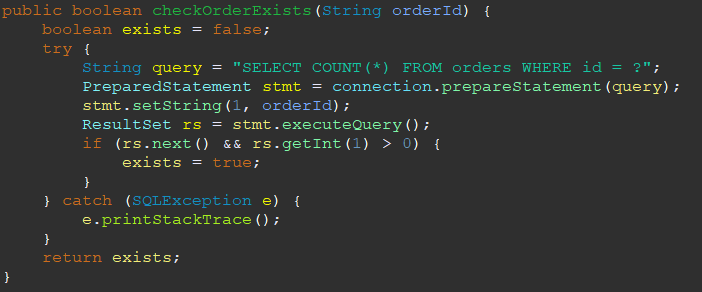 public boolean checkOrderExists(String orderId) {
    boolean exists = false;
    try {
        String query = "SELECT COUNT(*) FROM orders WHERE id = ?";
        PreparedStatement stmt = connection.prepareStatement(query);
        stmt.setString(1, orderId);
        ResultSet rs = stmt.executeQuery();
        if (rs.next() && rs.getInt(1) > 0) {
            exists = true;
        }
    } catch (SQLException e) {
        e.printStackTrace();
    }
    return exists;
}